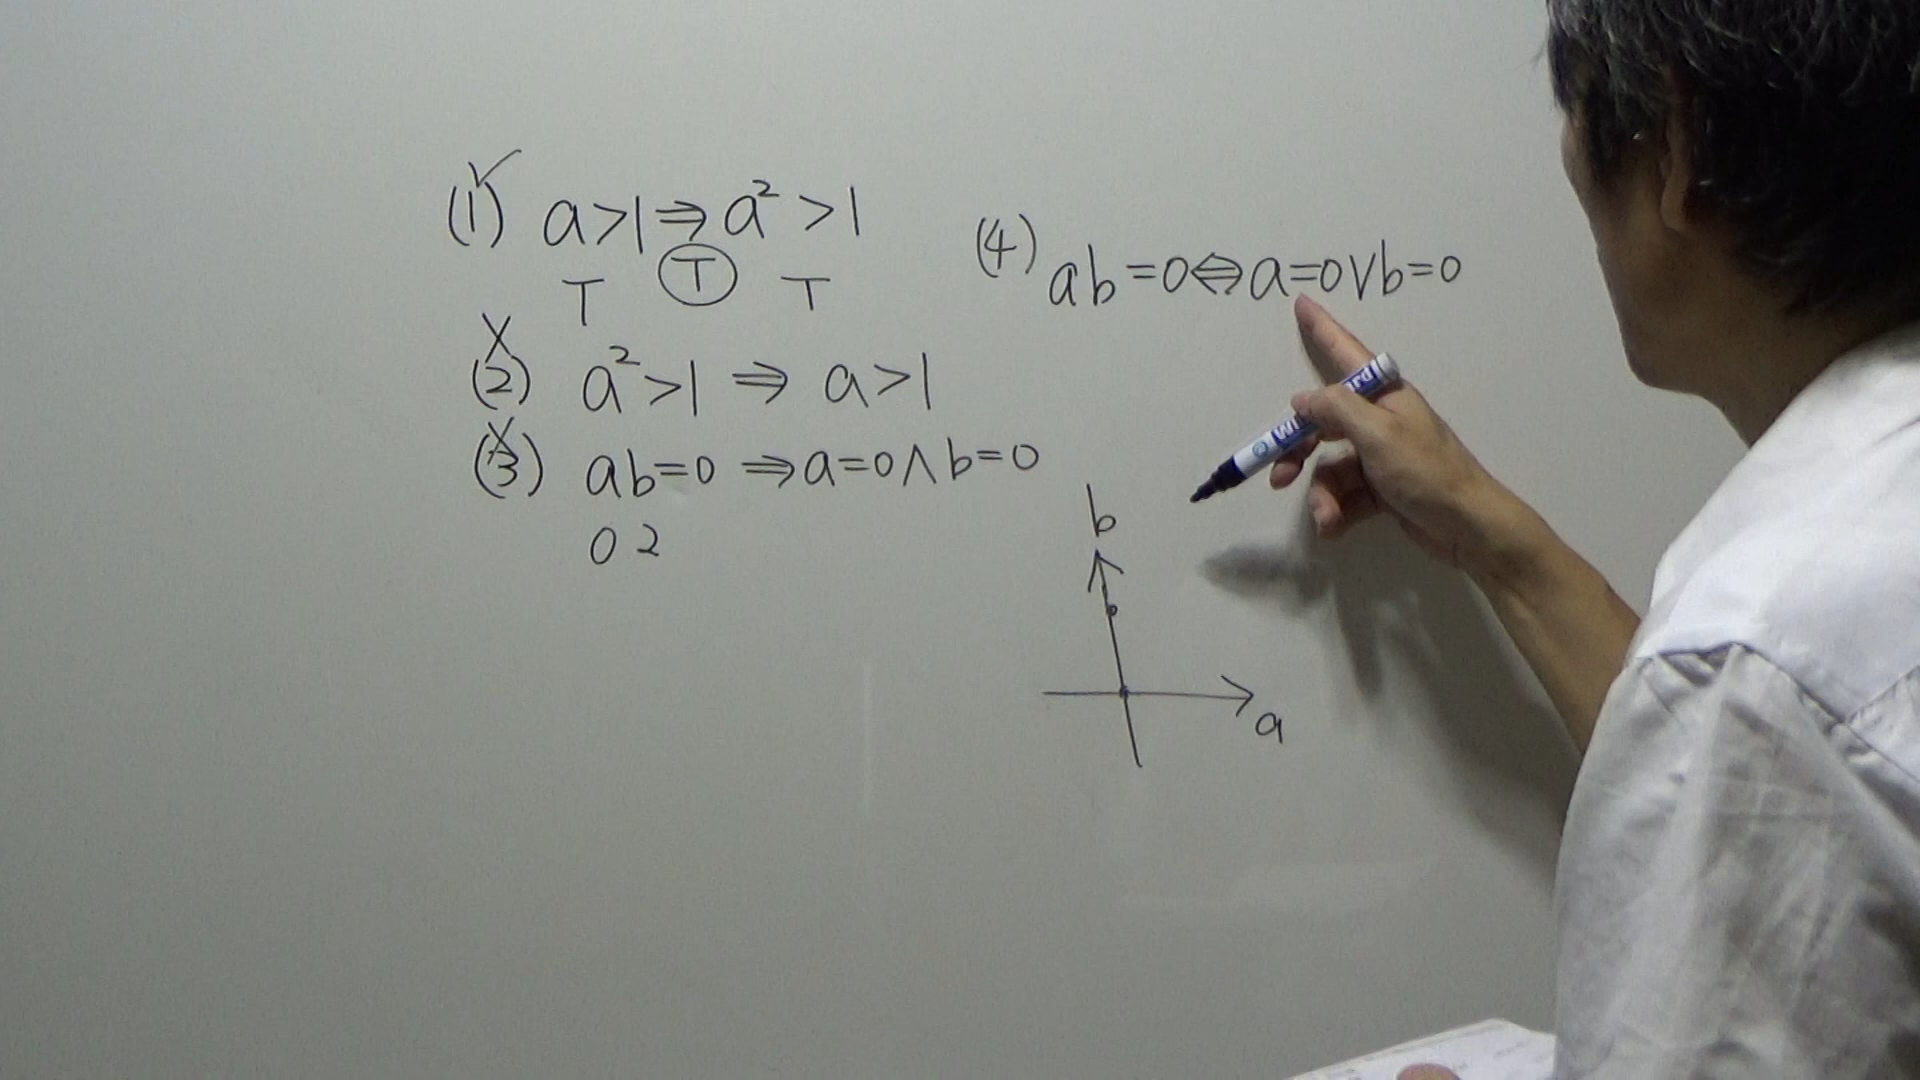 ✓
(1) a>1⇒a²>1
T Ⓣ T
X
(2) a²>1 ⇒ a>1
X
(3) ab=0 ⇒a=0∧b=0
0 2
(4) ab=0⇔a=0∨b=0
b
a